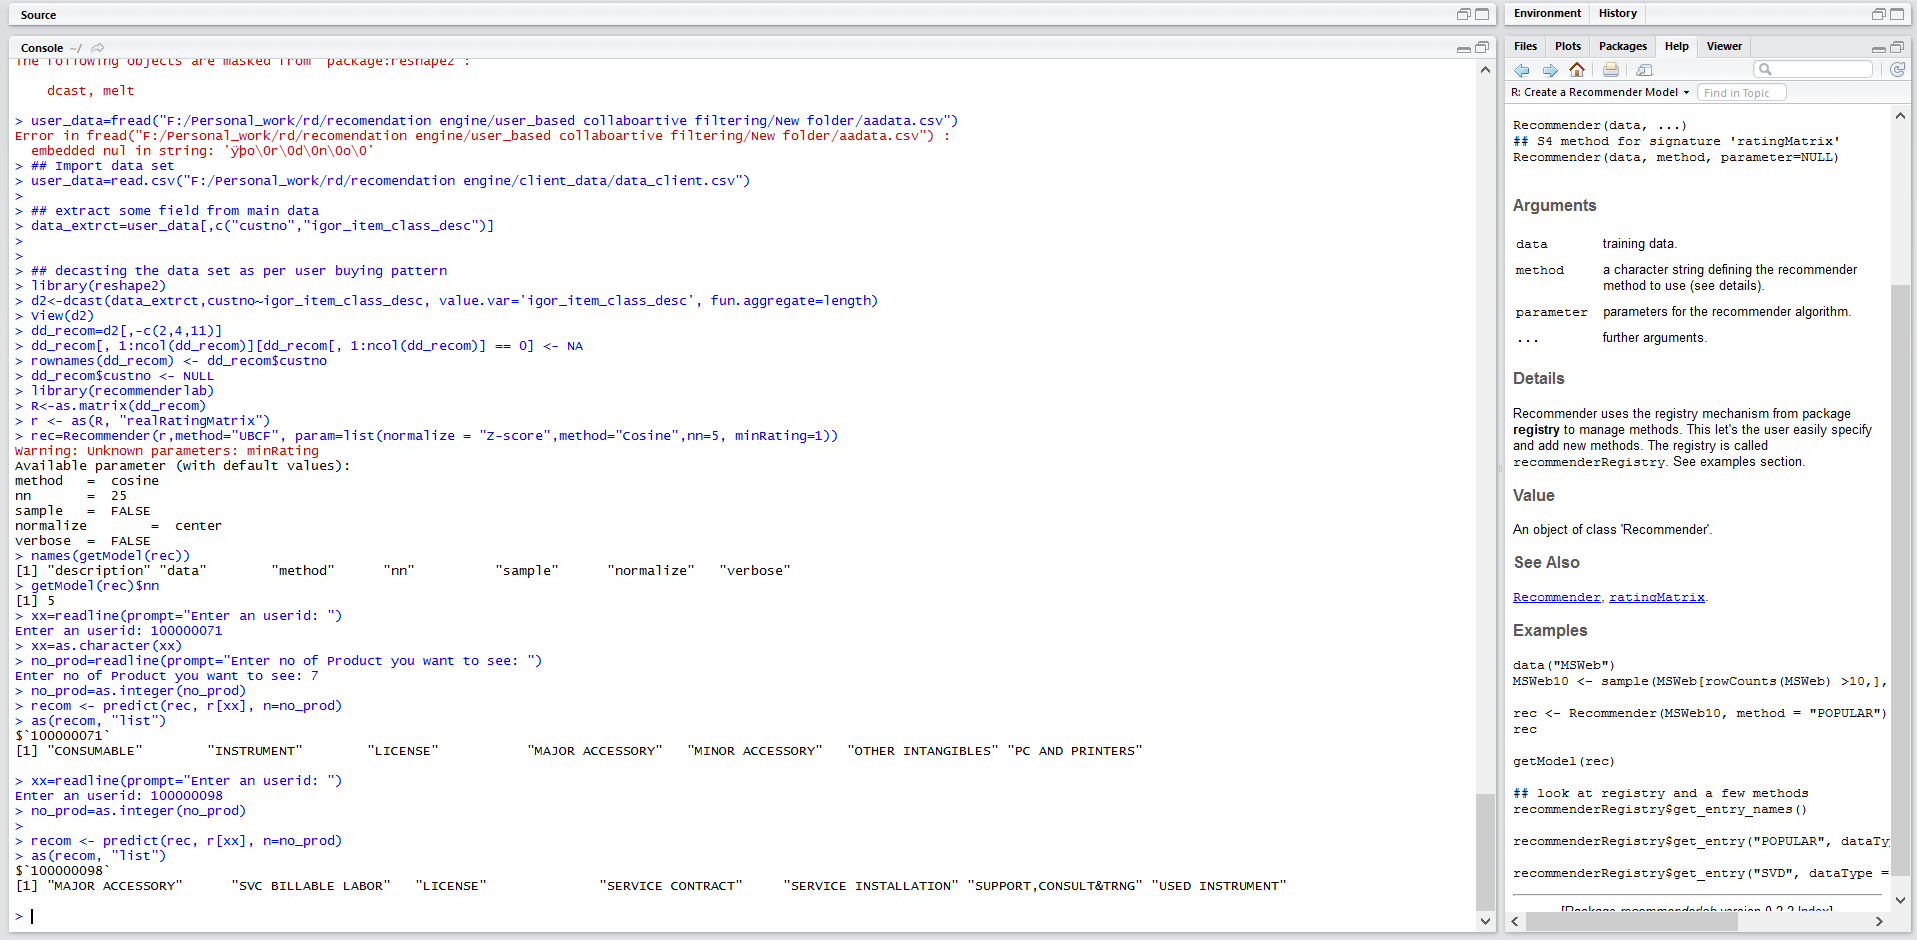 Source
Console ~/
The following objects are masked from 'package:reshape2':
dcast, melt
> user_data=fread("F:/Personal_work/rd/recomendation engine/user_based collaboartive filtering/New folder/aadata.csv")
Error in fread("F:/Personal_work/rd/recomendation engine/user_based collaboartive filtering/New folder/aadata.csv") :
embedded nul in string: 'ÿþo\0r\0d\0n\0o\0'
> ## Import data set
> user_data=read.csv("F:/Personal_work/rd/recomendation engine/client_data/data_client.csv")
>
> ## extract some field from main data
> data_extrct=user_data[,c("custno","igor_item_class_desc")]
>
>
> ## decasting the data set as per user buying pattern
> library(reshape2)
> d2<-dcast(data_extrct,custno~igor_item_class_desc, value.var='igor_item_class_desc', fun.aggregate=length)
> View(d2)
> dd_recom=d2[,-c(2,4,11)]
> dd_recom[, 1:ncol(dd_recom)][dd_recom[, 1:ncol(dd_recom)] == 0] <- NA
> rownames(dd_recom) <- dd_recom$custno
> dd_recom$custno <- NULL
> library(recommenderlab)
> R<-as.matrix(dd_recom)
> r <- as(R, "realRatingMatrix")
> rec=Recommender(r,method="UBCF", param=list(normalize = "Z-score",method="Cosine",nn=5, minRating=1))
Warning: Unknown parameters: minRating
Available parameter (with default values):
method = cosine
nn = 25
sample = FALSE
normalize = center
verbose = FALSE
> names(getModel(rec))
[1] "description" "data" "method" "nn" "sample" "normalize" "verbose"
> getModel(rec)$nn
[1] 5
> xx=readline(prompt="Enter an userid: ")
Enter an userid: 100000071
> xx=as.character(xx)
> no_prod=readline(prompt="Enter no of Product you want to see: ")
Enter no of Product you want to see: 7
> no_prod=as.integer(no_prod)
> recom <- predict(rec, r[xx], n=no_prod)
> as(recom, "list")
$`100000071`
[1] "CONSUMABLE" "INSTRUMENT" "LICENSE" "MAJOR ACCESSORY" "MINOR ACCESSORY" "OTHER INTANGIBLES" "PC AND PRINTERS"
> xx=readline(prompt="Enter an userid: ")
Enter an userid: 100000098
> no_prod=as.integer(no_prod)
>
> recom <- predict(rec, r[xx], n=no_prod)
> as(recom, "list")
$`100000098`
[1] "MAJOR ACCESSORY" "SVC BILLABLE LABOR" "LICENSE" "SERVICE CONTRACT" "SERVICE INSTALLATION" "SUPPORT,CONSULT&TRNG" "USED INSTRUMENT"
>
Environment History
Files Plots Packages Help Viewer
R: Create a Recommender Model Find in Topic
Recommender(data, ...)
## S4 method for signature 'ratingMatrix'
Recommender(data, method, parameter=NULL)
Arguments
data training data.
method a character string defining the recommender
method to use (see details).
parameter parameters for the recommender algorithm.
... further arguments.
Details
Recommender uses the registry mechanism from package
registry to manage methods. This let's the user easily specify
and add new methods. The registry is called
recommenderRegistry. See examples section.
Value
An object of class 'Recommender'.
See Also
Recommender, ratingMatrix.
Examples
data("MSWeb")
MSWeb10 <- sample(MSWeb[rowCounts(MSWeb) >10,],
rec <- Recommender(MSWeb10, method = "POPULAR")
rec
getModel(rec)
## look at registry and a few methods
recommenderRegistry$get_entry_names()
recommenderRegistry$get_entry("POPULAR", dataTy
recommenderRegistry$get_entry("SVD", dataType =
[Package recommenderlab version 0.2.2 Index]